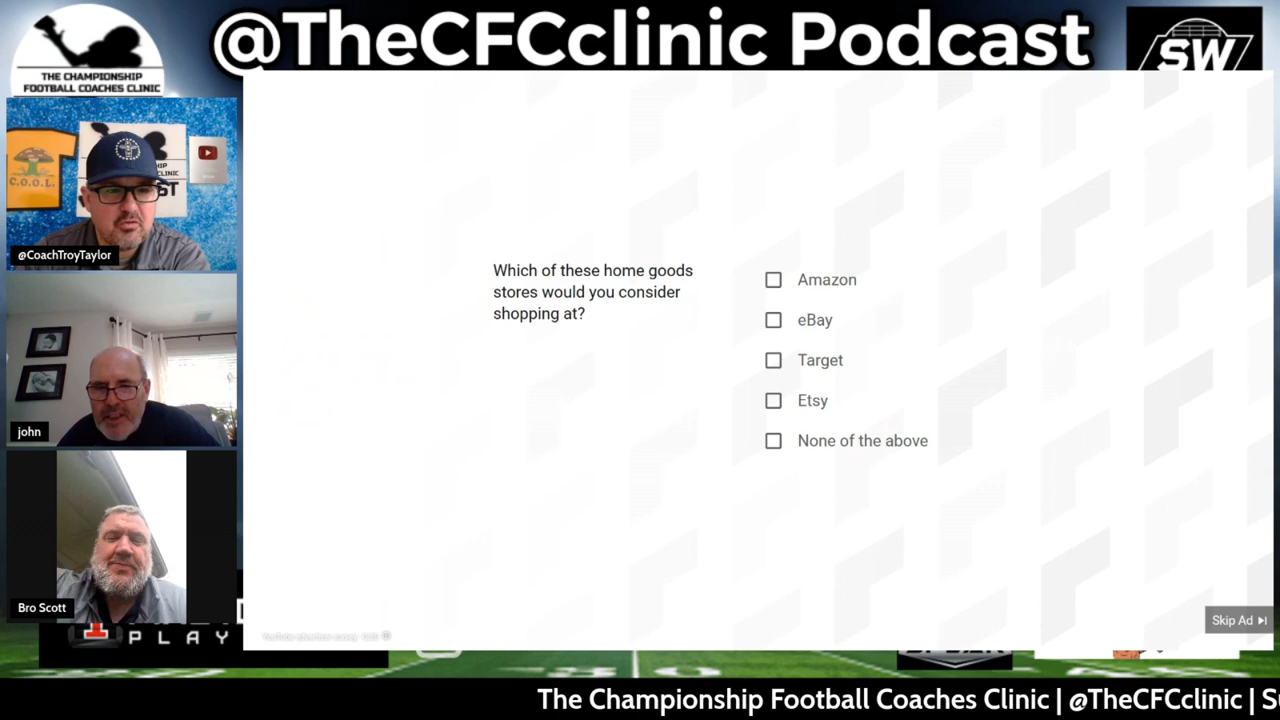 @TheCFCclinic Podcast
THE CHAMPIONSHIP
FOOTBALL COACHES CLINIC
SW
C.O.O.L.
@CoachTroyTaylor
john
Bro Scott
Which of these home goods
stores would you consider
shopping at?
Amazon
eBay
Target
Etsy
None of the above
Skip Ad
PLAY
The Championship Football Coaches Clinic | @TheCFCclinic | S